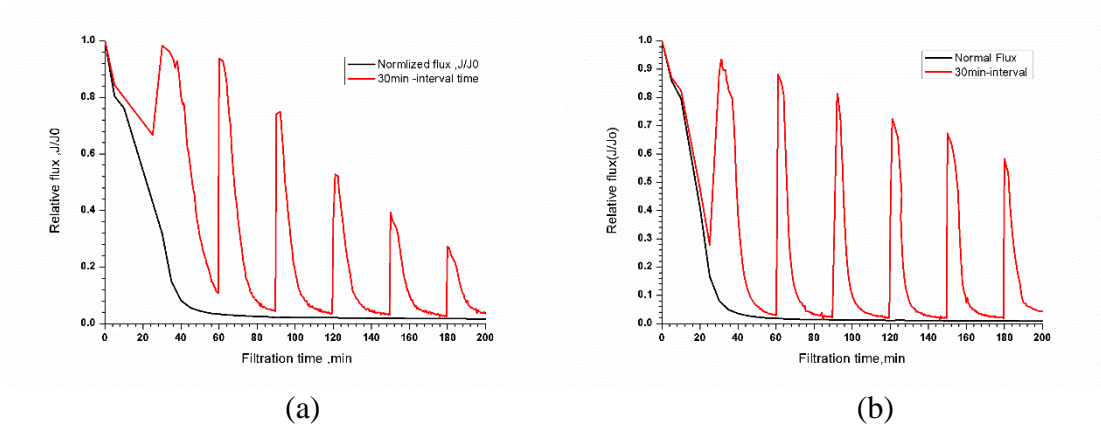 1.0
0.8
0.6
0.4
0.2
0.0
Relative flux ,J/J0
0 20 40 60 80 100 120 140 160 180 200
Filtration time ,min
Normlized flux ,J/J0
30min -interval time
(a)
1.0
0.9
0.8
0.7
0.6
0.5
0.4
0.3
0.2
0.1
0.0
Relative flux(J/Jo)
0 20 40 60 80 100 120 140 160 180 200
Filtration time,min
Normal Flux
30min-interval
(b)